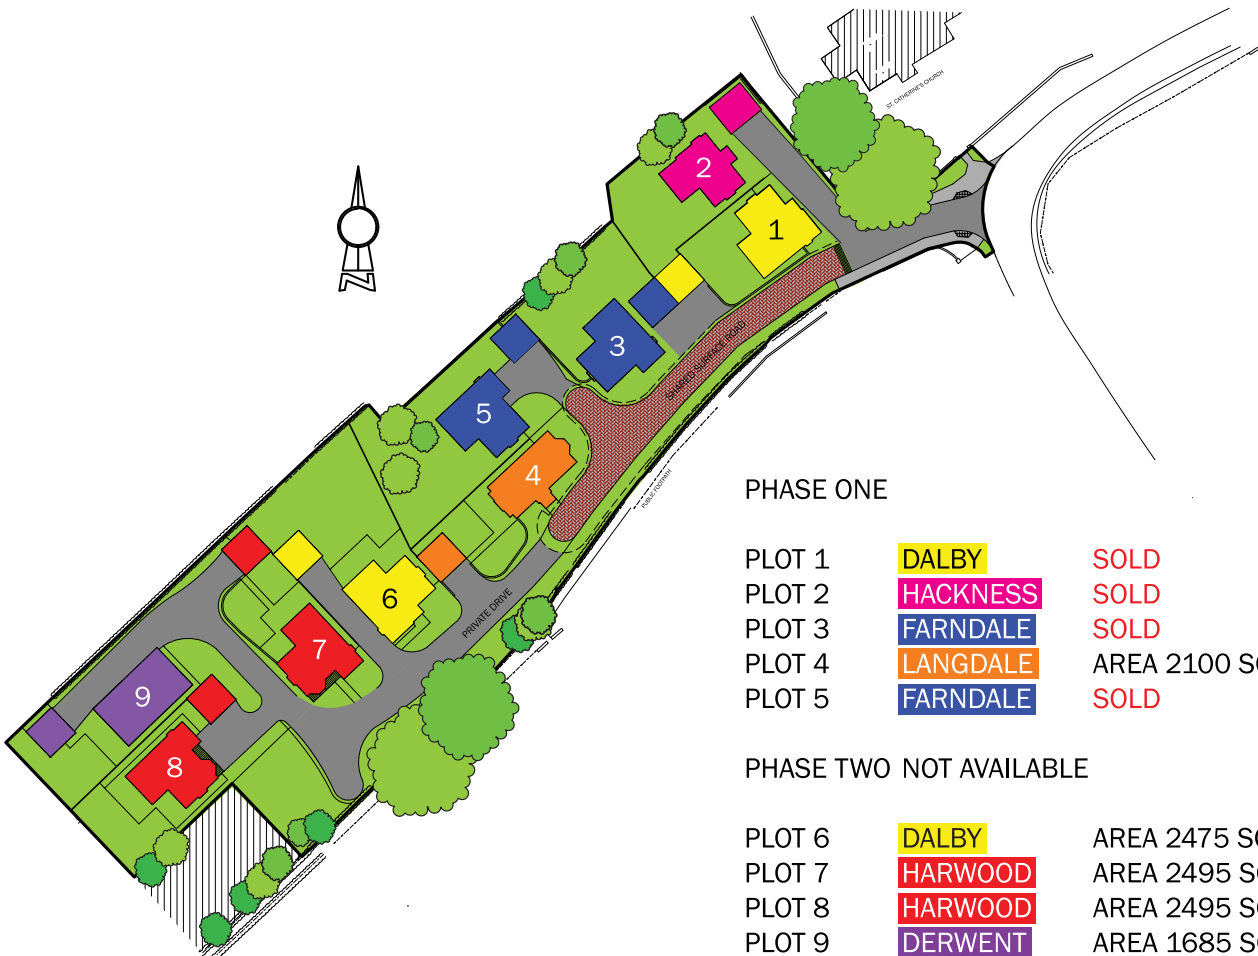 ST. CATHERINE'S CHURCH
2
1
3
SHARED SURFACE ROAD
5
4
PUBLIC FOOTPATH
N
6
PRIVATE DRIVE
7
9
8
PHASE ONE
PLOT 1 DALBY SOLD
PLOT 2 HACKNESS SOLD
PLOT 3 FARNDALE SOLD
PLOT 4 LANGDALE AREA 2100 S
PLOT 5 FARNDALE SOLD
PHASE TWO NOT AVAILABLE
PLOT 6 DALBY AREA 2475 S
PLOT 7 HARWOOD AREA 2495 S
PLOT 8 HARWOOD AREA 2495 S
PLOT 9 DERWENT AREA 1685 S